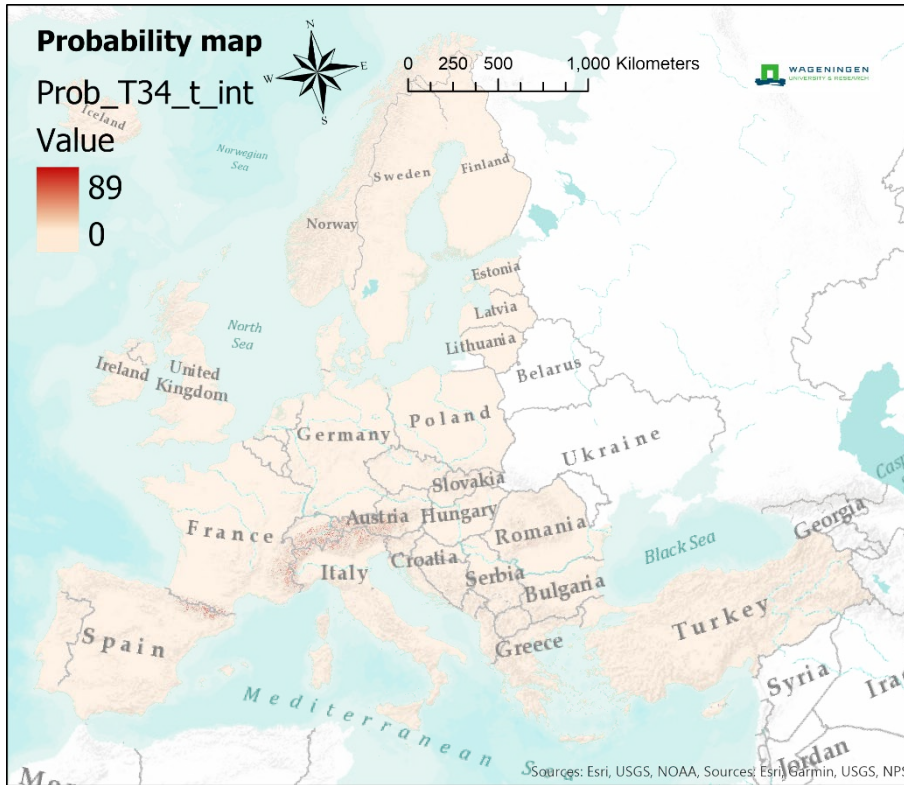 Probability map
Prob_T34_t_int
Value
89
0
N
E
S
W
0 250 500 1,000 Kilometers
WAGENINGEN
UNIVERSITY & RESEARCH
Iceland
Norwegian
Sea
Sweden
Finland
Norway
Estonia
Latvia
Lithuania
North
Sea
Ireland
United
Kingdom
Belarus
Germany
Poland
Ukraine
Slovakia
Casp
Austria
Hungary
France
Romania
Georgia
Croatia
Italy
Serbia
Black Sea
Bulgaria
Spain
Turkey
Greece
Syria
Iraq
Mediterranean Sea
Jordan
Mo
Sources: Esri, USGS, NOAA, Sources: Esri, Garmin, USGS, NPS